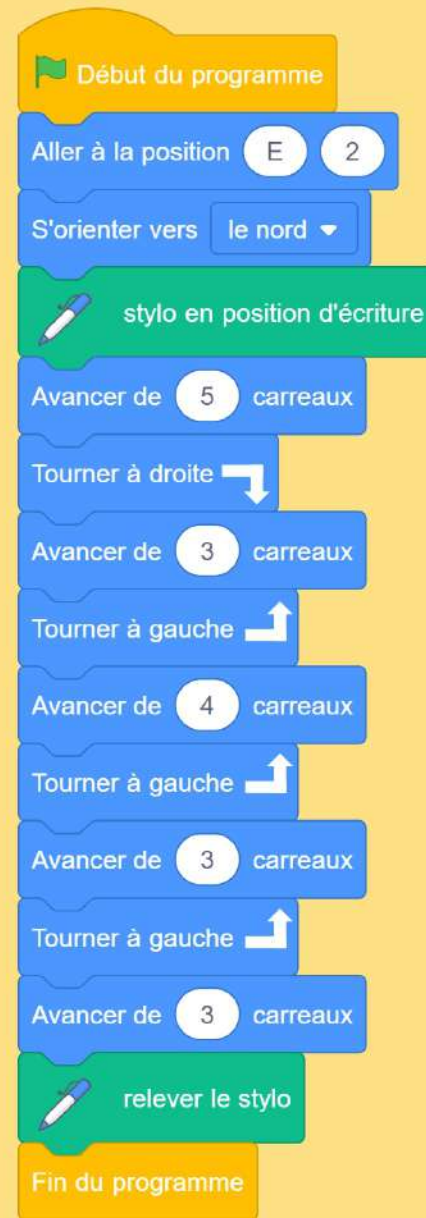 Début du programme
Aller à la position E 2
S'orienter vers le nord
stylo en position d'écriture
Avancer de 5 carreaux
Tourner à droite
Avancer de 3 carreaux
Tourner à gauche
Avancer de 4 carreaux
Tourner à gauche
Avancer de 3 carreaux
Tourner à gauche
Avancer de 3 carreaux
relever le stylo
Fin du programme